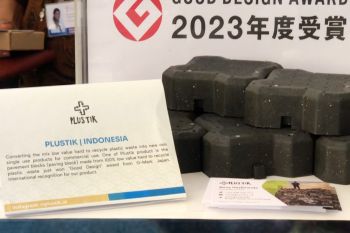 GOOD DESIGN AWARD
2023年度受賞
PLUSTIK
PLUSTIK | INDONESIA
Converting the mix low value hard to recycle plastic waste into new non
single use products for commercial use. One of Plustik product is the
pavement blocks (paving block) made from 100% low value hard to recycle
plastic waste just won "Good Design" award from G-Mark, Japan
international recognition for our product.
PLUSTIK